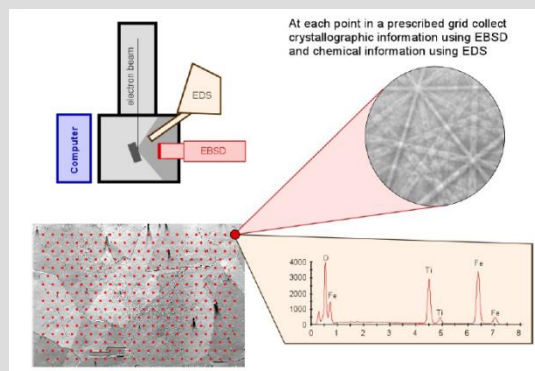 At each point in a prescribed grid collect
crystallographic information using EBSD
and chemical information using EDS
electron beam
EDS
Computer
EBSD
4000
3000
2000
1000
0
O
Fe
Ti
Ti
Fe
Fe
0 1 2 3 4 5 6 7 8